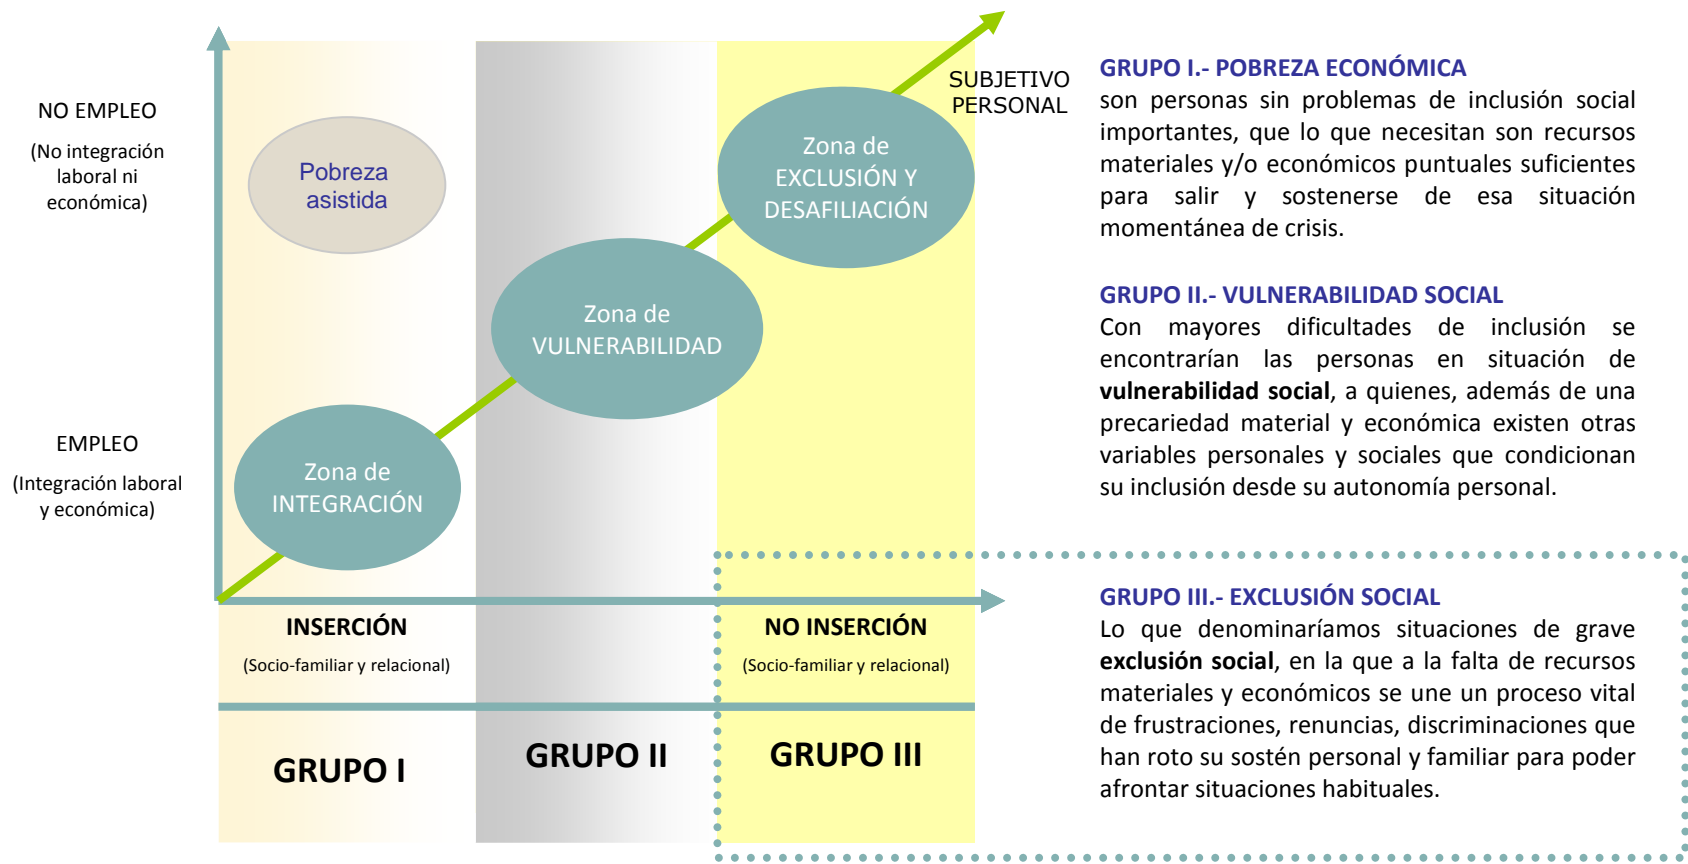 NO EMPLEO
(No integración
laboral ni
económica)
EMPLEO
(Integración laboral
y económica)
Pobreza
asistida
Zona de
INTEGRACIÓN
Zona de
VULNERABILIDAD
Zona de
EXCLUSIÓN Y
DESAFILIACIÓN
SUBJETIVO
PERSONAL
INSERCIÓN
(Socio-familiar y relacional)
NO INSERCIÓN
(Socio-familiar y relacional)
GRUPO I
GRUPO II
GRUPO III
GRUPO I.- POBREZA ECONÓMICA
son personas sin problemas de inclusión social
importantes, que lo que necesitan son recursos
materiales y/o económicos puntuales suficientes
para salir y sostenerse de esa situación
momentánea de crisis.
GRUPO II.- VULNERABILIDAD SOCIAL
Con mayores dificultades de inclusión se
encontrarían las personas en situación de
vulnerabilidad social, a quienes, además de una
precariedad material y económica existen otras
variables personales y sociales que condicionan
su inclusión desde su autonomía personal.
GRUPO III.- EXCLUSIÓN SOCIAL
Lo que denominaríamos situaciones de grave
exclusión social, en la que a la falta de recursos
materiales y económicos se une un proceso vital
de frustraciones, renuncias, discriminaciones que
han roto su sostén personal y familiar para poder
afrontar situaciones habituales.